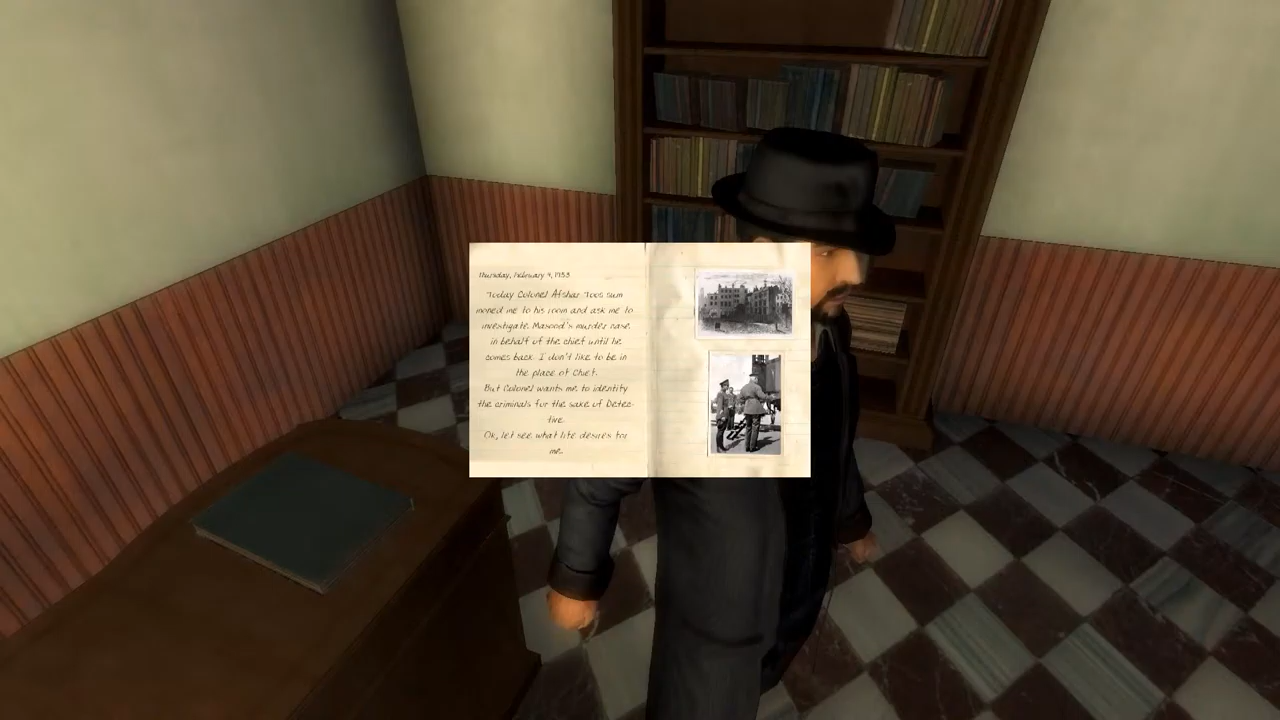 Thursday, February 4, 1953
Today Colonel Afshar Toos sum
moned me to his room and ask me to
investigate Masood's murder case
in behalf of the chief until he
comes back. I don't like to be in
the place of Chief.
But Colonel wants me to identity
the criminals for the sake of Detec-
tive.
Ok, let see what life desires for
me.